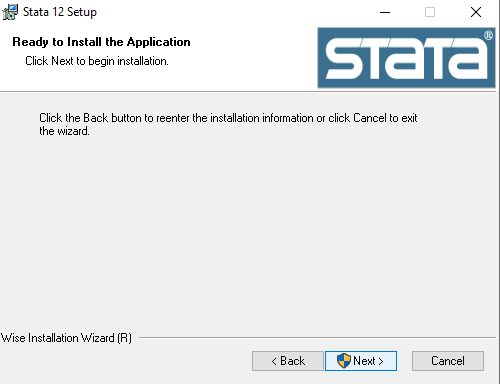 Stata 12 Setup
Ready to Install the Application
Click Next to begin installation.
STATA®
Click the Back button to reenter the installation information or click Cancel to exit
the wizard.
Wise Installation Wizard (R)
< Back
Next >
Cancel